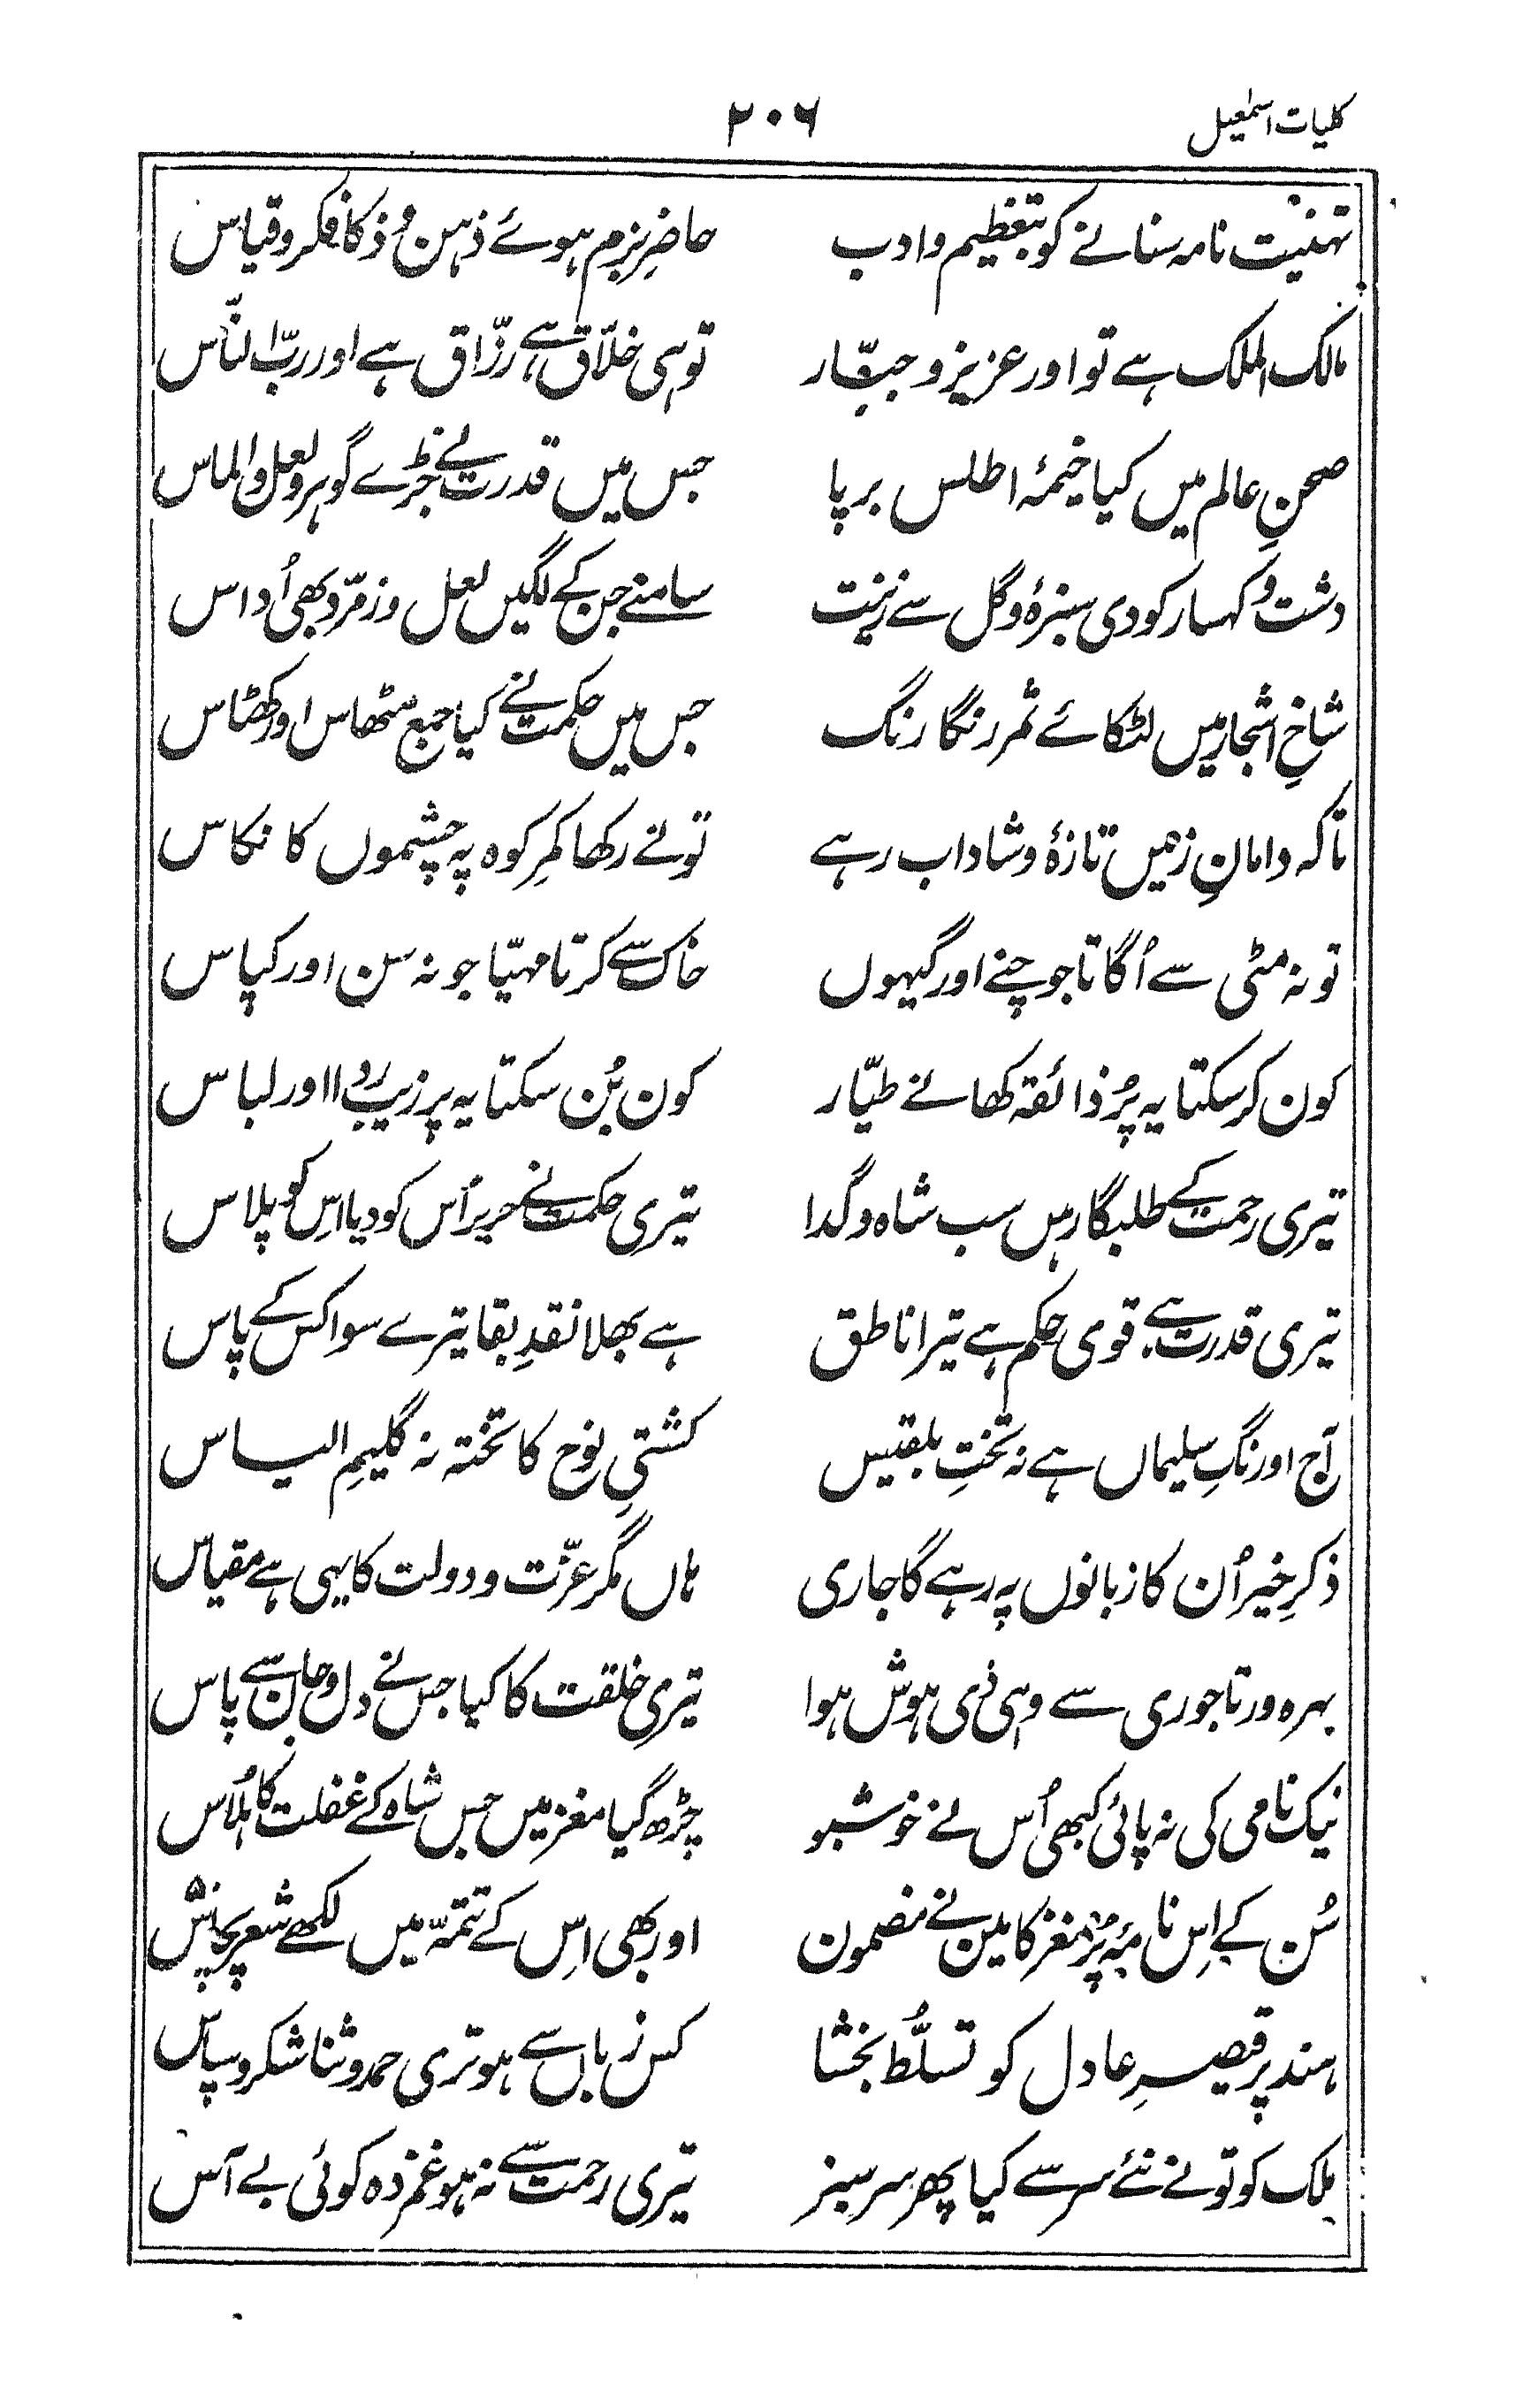 کلیات اسمٰعیل ۲۰۶
تہنیت نامہ سنانے کو بتعظیم و ادب حاضرِ بزم ہوئے ذہن و ذکا فکر و قیاس
مالک الملک ہے تو اور عزیز و جبّار تو ہی خلّاق ہے رزّاق ہے اور ربّ النّاس
صحنِ عالم میں کیا خیمۂ اطلس برپا جس میں قدرت نے جڑے گوہر و لعل و الماس
دشت و کہسار کو دی سبزۂ و گل سے زینت سامنے جن کے لگیں لعل و زمرّد بھی اُداس
شاخِ اشجار میں لٹکائے ثمر رنگا رنگ جس میں حکمت نے کیا جمع مٹھاس اور کھٹاس
تا کہ دامانِ زمیں تازۂ و شاداب رہے تو نے رکھا کمرِ کوہ پہ چشموں کا نکاس
تو نہ مٹی سے اُگاتا جو چنے اور گیہوں خاک سے کرتا مہیّا جو نہ سن اور کپاس
کون کر سکتا یہ پُر ذائقہ کھانے طیّار کون بُن سکتا یہ پر زیب ردا اور لباس
تیری رحمت کے طلبگار ہیں سب شاہ و گدا تیری حکمت نے حریر اُس کو دیا اِس کو پلاس
تیری قدرت ہے قوی حکم ہے تیرا ناطق ہے بھلا نقدِ بقا تیرے سوا کس کے پاس
آج اورنگِ سلیماں ہے نہ تختِ بلقیس کشتیِ نوح کا تختہ نہ گلیمِ الیاس
ذکرِ خیر اُن کا زبانوں پہ رہے گا جاری ہاں مگر عزّت و دولت کا یہی ہے مقیاس
بہرہ ور تاجوری سے وہی ذی ہوش ہوا تیری خلقت کا کیا جس نے دل و جان سے پاس
نیک نامی کی نہ پائی کبھی اُس نے خوشبو چڑھ گیا مغز میں جس شاہ کے غفلت کا ہُلاس
سُن کے اِس نامۂ پُر مغز کا میں نے مضمون اور بھی اِس کے تتمّہ میں لکھے شعر پچاس
ہند پر قیصرِ عادل کو تسلُّط بخشا کس زباں سے ہو تری حمد و ثنا شکر و سپاس
ملک کو تو نے نئے سر سے کیا پھر سرسبز تیری رحمت سے نہ ہو غمزدہ کوئی بے آس